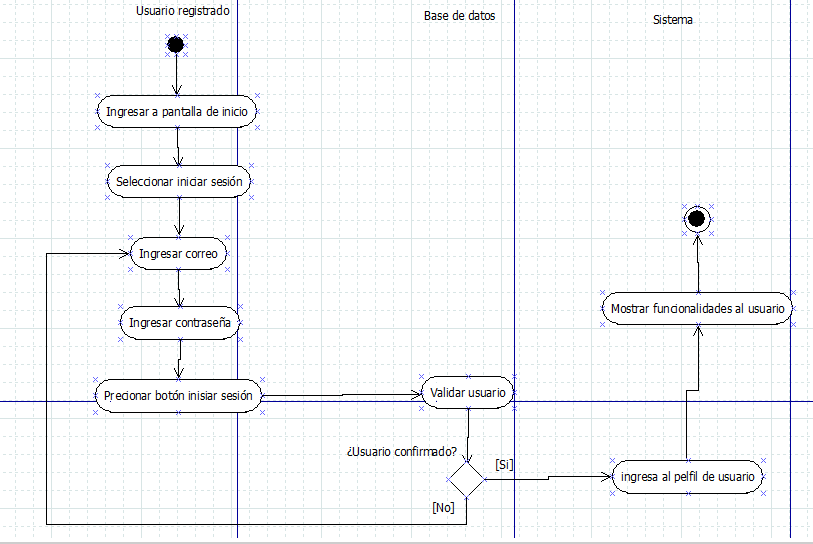 Usuario registrado
Base de datos
Sistema
Ingresar a pantalla de inicio
Seleccionar iniciar sesión
Ingresar correo
Ingresar contraseña
Precionar botón inisiar sesión
Validar usuario
¿Usuario confirmado?
[Si]
[No]
ingresa al pelfil de usuario
Mostrar funcionalidades al usuario